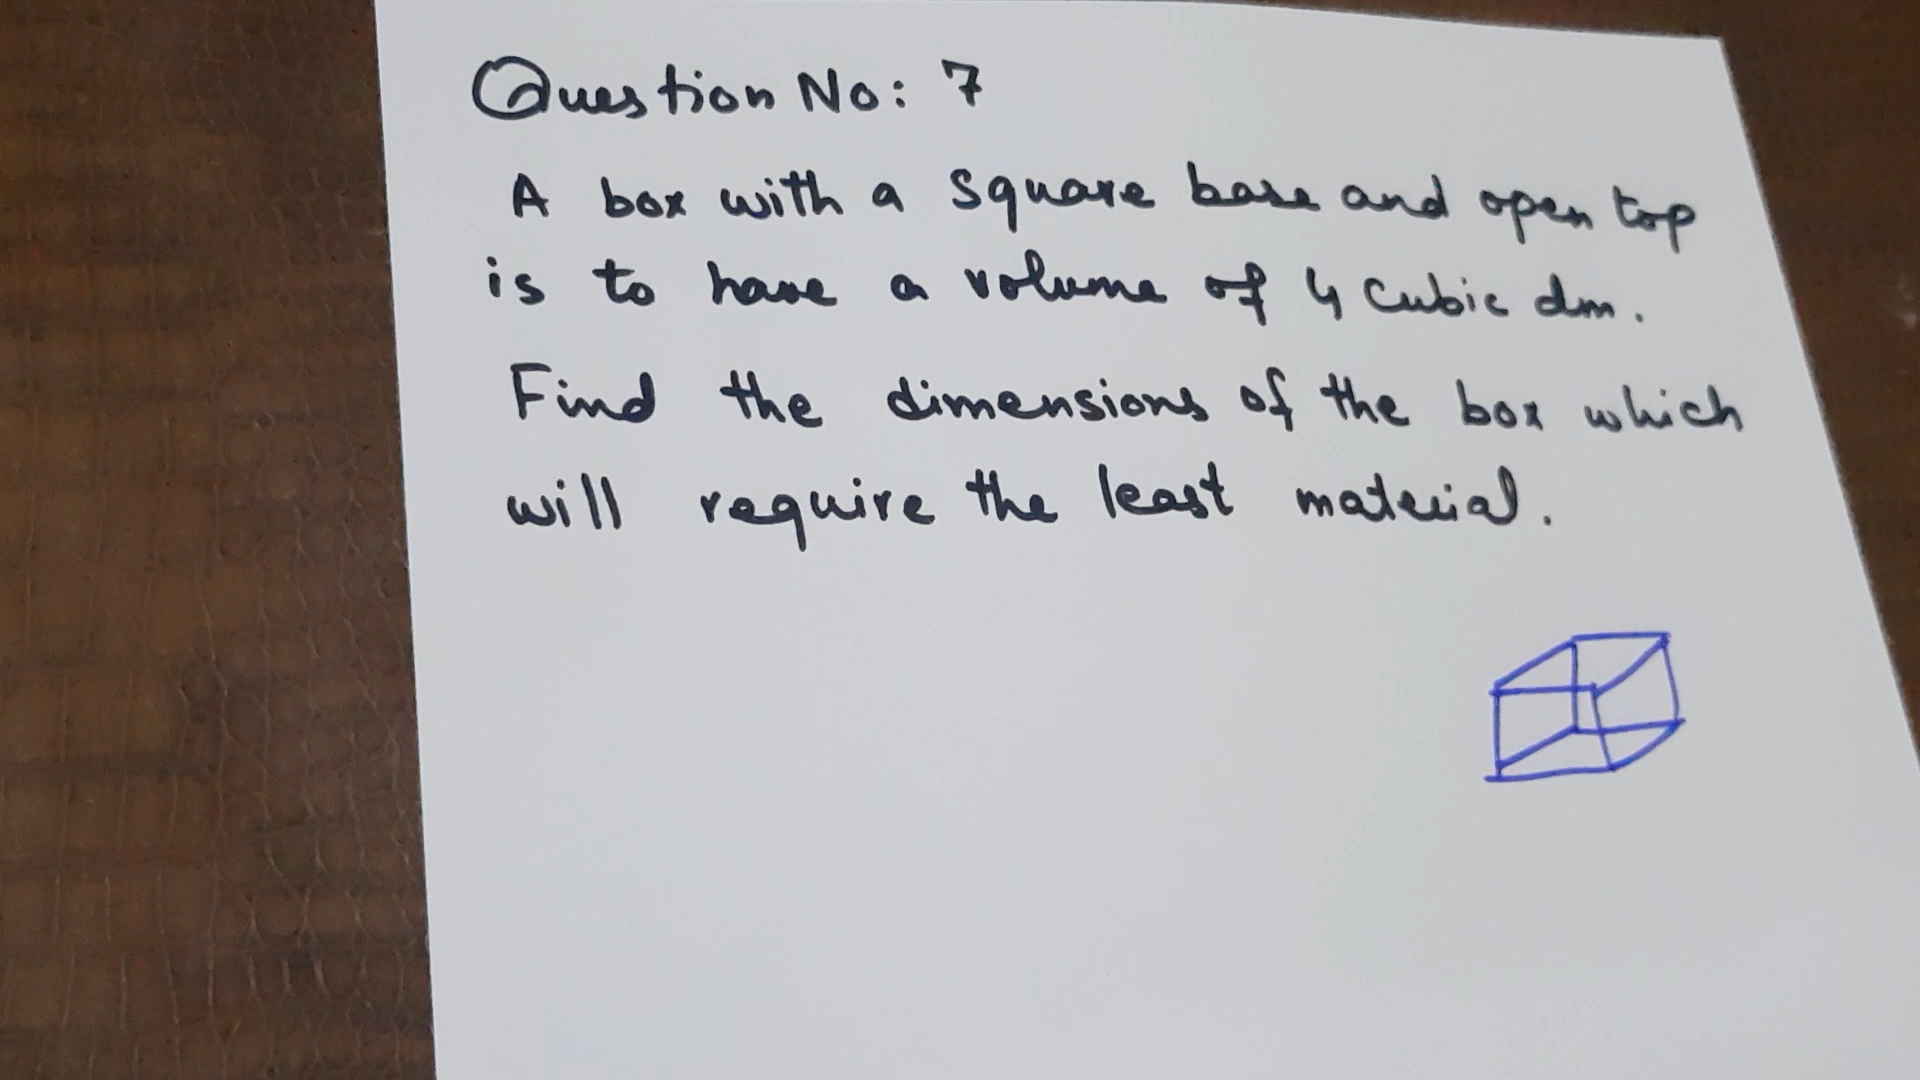 Question No: 7
A box with a square base and open top
is to have a volume of 4 cubic dm.
Find the dimensions of the box which
will require the least material.